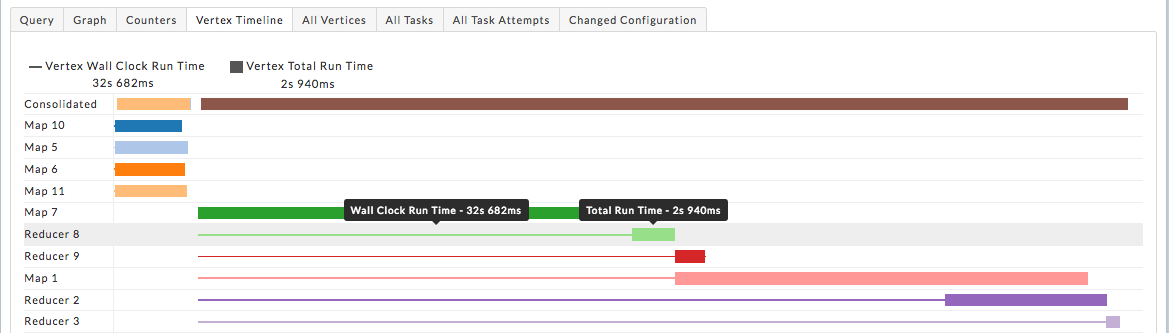 Query Graph Counters Vertex Timeline All Vertices All Tasks All Task Attempts Changed Configuration
Vertex Wall Clock Run Time Vertex Total Run Time
32s 682ms 2s 940ms
Consolidated
Map 10
Map 5
Map 6
Map 11
Map 7
Wall Clock Run Time - 32s 682ms Total Run Time - 2s 940ms
Reducer 8
Reducer 9
Map 1
Reducer 2
Reducer 3